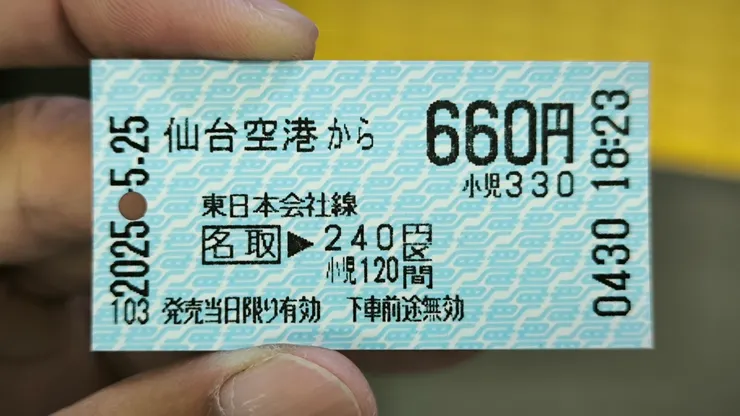 仙台空港から 660円
小児330
東日本会社線
名取▶240円区間
小児120
発売当日限り有効 下車前途無効
2025.-5.25
103
0430 18:23